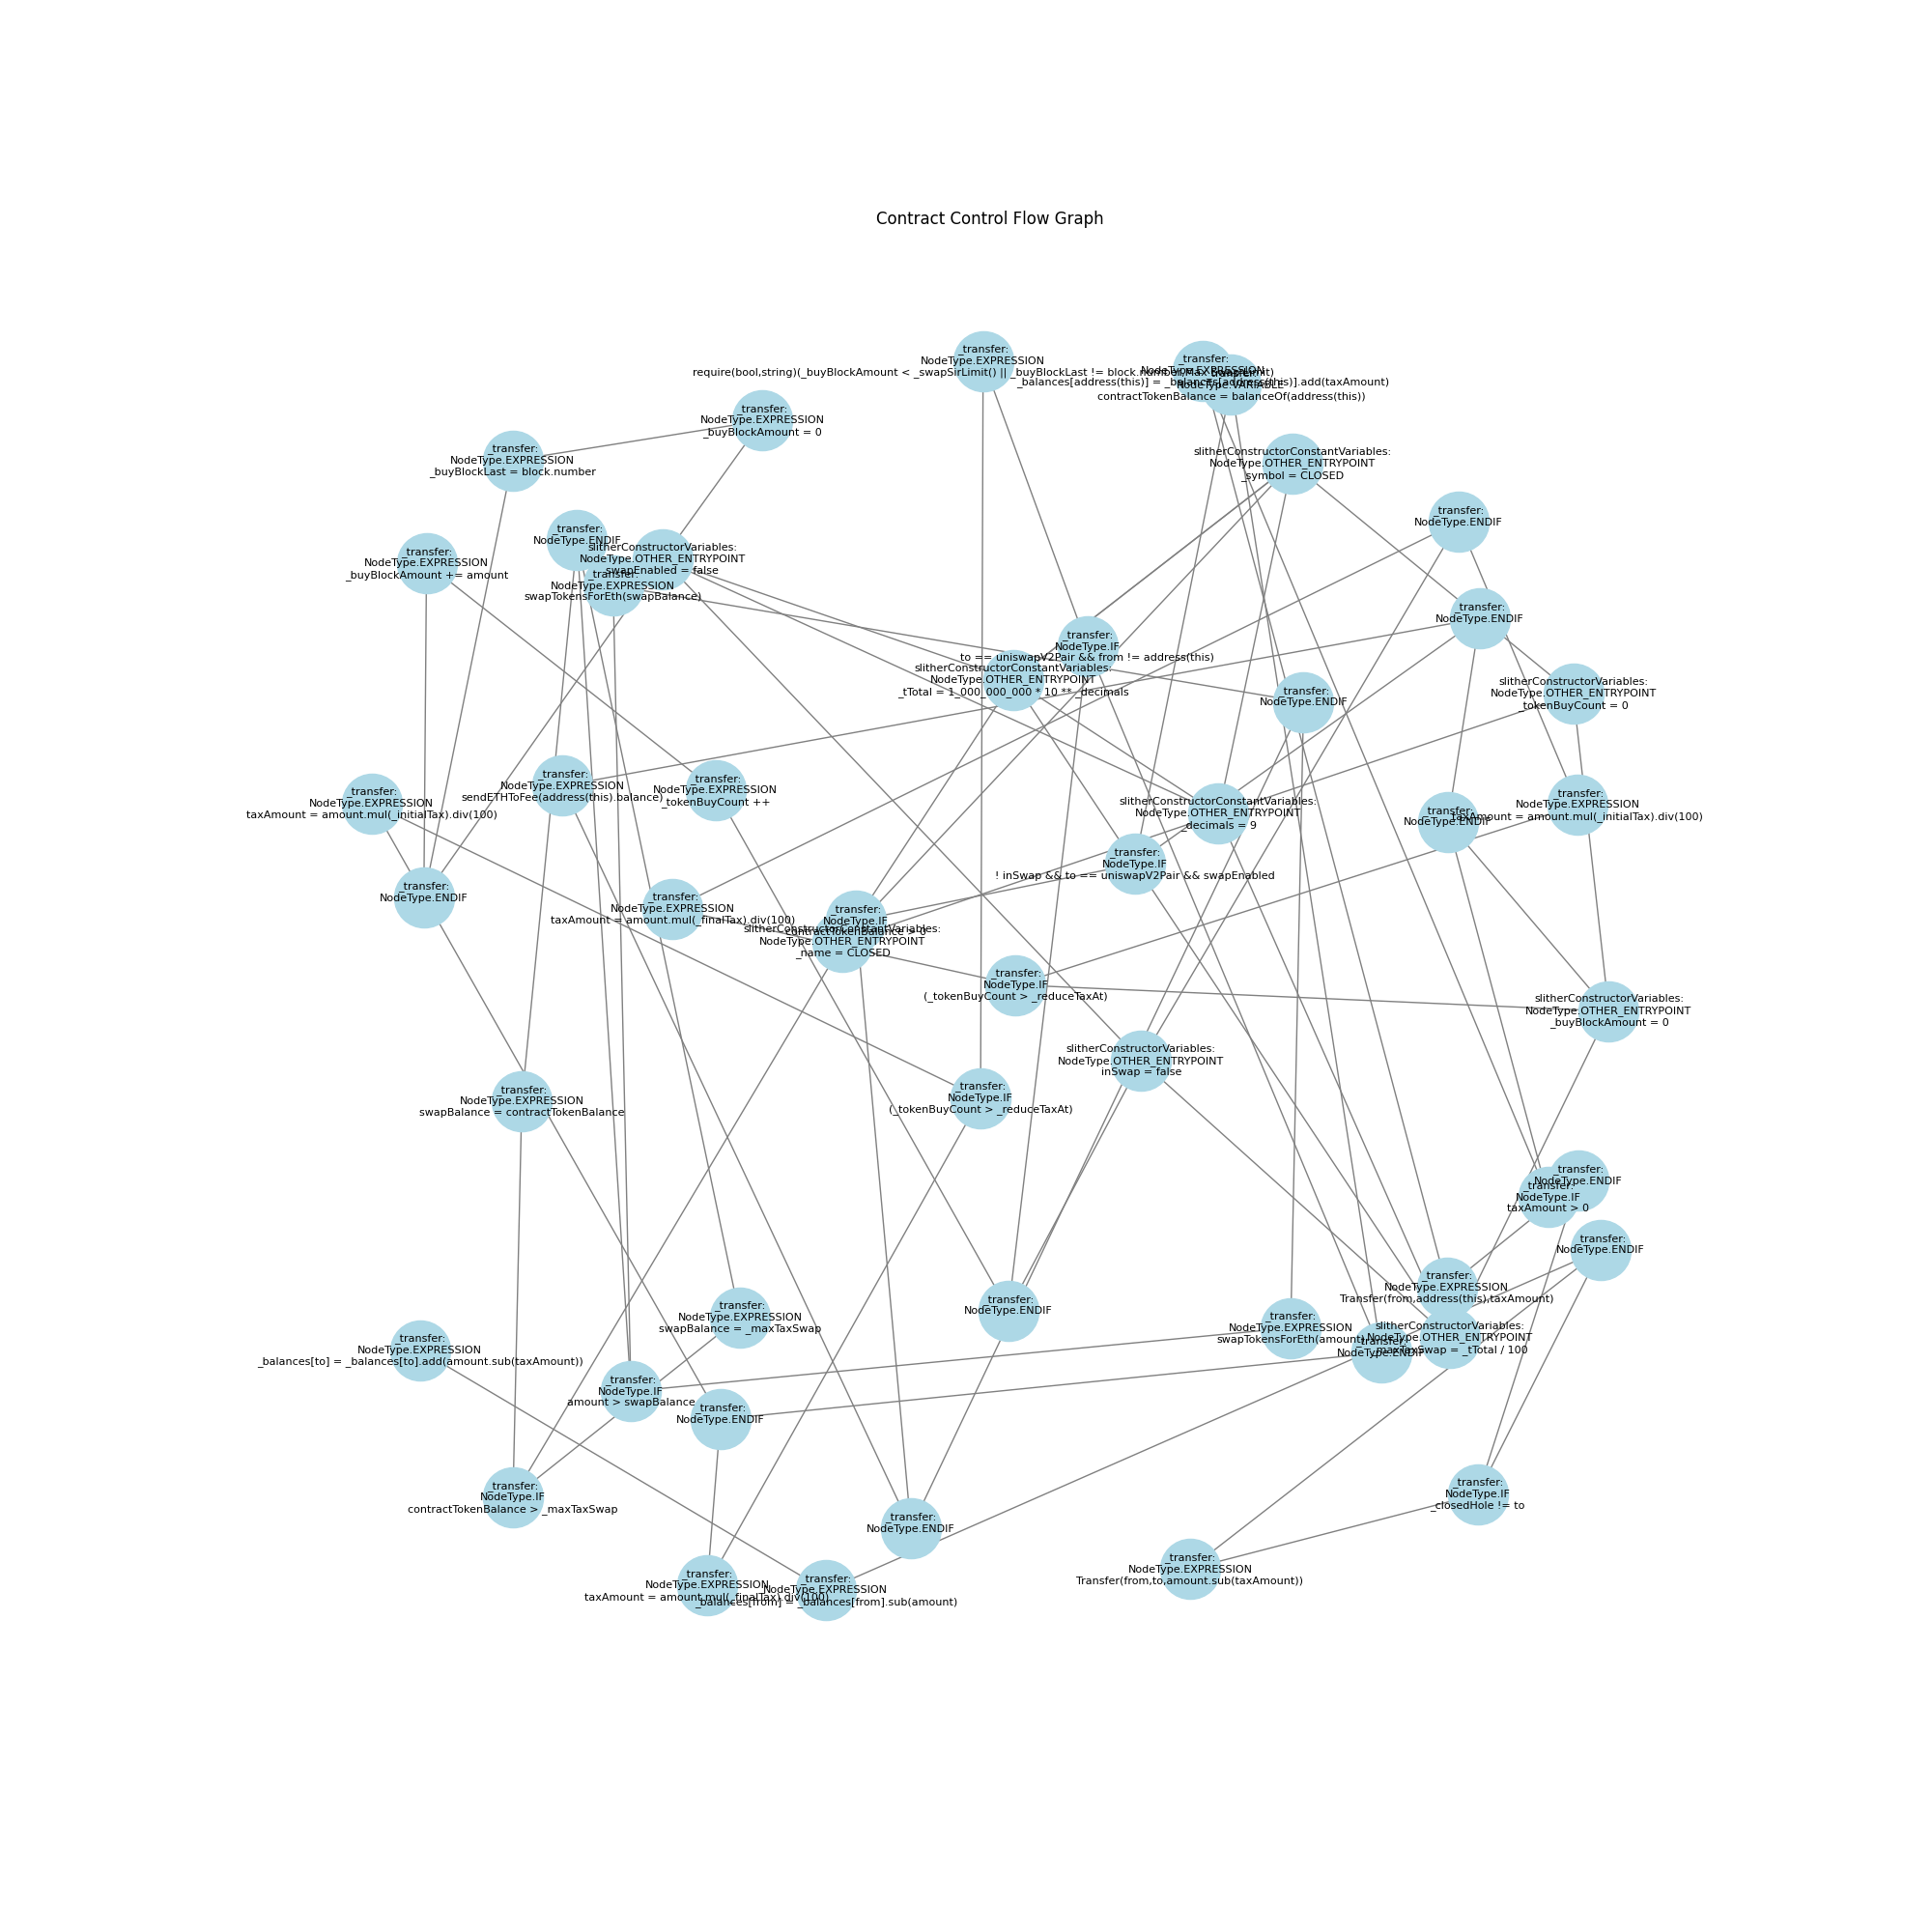 Contract Control Flow Graph
_transfer:
NodeType.EXPRESSION
require(bool,string)(_buyBlockAmount < _swapSirLimit() || _buyBlockLast != block.number,Max Swap Limit)
_transfer:
NodeType.EXPRESSION
_balances[address(this)] = _balances[address(this)].add(taxAmount)
_transfer:
NodeType.VARIABLE
contractTokenBalance = balanceOf(address(this))
_transfer:
NodeType.EXPRESSION
_buyBlockAmount = 0
_transfer:
NodeType.EXPRESSION
_buyBlockLast = block.number
slitherConstructorConstantVariables:
NodeType.OTHER_ENTRYPOINT
_symbol = CLOSED
_transfer:
NodeType.ENDIF
_transfer:
NodeType.ENDIF
slitherConstructorVariables:
NodeType.OTHER_ENTRYPOINT
swapEnabled = false
_transfer:
NodeType.EXPRESSION
_buyBlockAmount += amount
_transfer:
NodeType.EXPRESSION
swapTokensForEth(swapBalance)
_transfer:
NodeType.ENDIF
_transfer:
NodeType.IF
to == uniswapV2Pair && from != address(this)
slitherConstructorConstantVariables:
NodeType.OTHER_ENTRYPOINT
_tTotal = 1_000_000_000 * 10 ** _decimals
_transfer:
NodeType.ENDIF
slitherConstructorVariables:
NodeType.OTHER_ENTRYPOINT
_tokenBuyCount = 0
_transfer:
NodeType.EXPRESSION
sendETHToFee(address(this).balance)
_transfer:
NodeType.EXPRESSION
_tokenBuyCount ++
_transfer:
NodeType.EXPRESSION
taxAmount = amount.mul(_initialTax).div(100)
slitherConstructorConstantVariables:
NodeType.OTHER_ENTRYPOINT
_decimals = 9
_transfer:
NodeType.EXPRESSION
taxAmount = amount.mul(_initialTax).div(100)
_transfer:
NodeType.ENDIF
_transfer:
NodeType.IF
! inSwap && to == uniswapV2Pair && swapEnabled
_transfer:
NodeType.ENDIF
_transfer:
NodeType.EXPRESSION
taxAmount = amount.mul(_finalTax).div(100)
_transfer:
NodeType.IF
contractTokenBalance > 0
slitherConstructorConstantVariables:
NodeType.OTHER_ENTRYPOINT
_name = CLOSED
_transfer:
NodeType.IF
(_tokenBuyCount > _reduceTaxAt)
slitherConstructorVariables:
NodeType.OTHER_ENTRYPOINT
_buyBlockAmount = 0
slitherConstructorVariables:
NodeType.OTHER_ENTRYPOINT
inSwap = false
_transfer:
NodeType.EXPRESSION
swapBalance = contractTokenBalance
_transfer:
NodeType.IF
(_tokenBuyCount > _reduceTaxAt)
_transfer:
NodeType.ENDIF
_transfer:
NodeType.IF
taxAmount > 0
_transfer:
NodeType.ENDIF
_transfer:
NodeType.EXPRESSION
Transfer(from,address(this),taxAmount)
_transfer:
NodeType.ENDIF
_transfer:
NodeType.EXPRESSION
swapBalance = _maxTaxSwap
_transfer:
NodeType.EXPRESSION
swapTokensForEth(amount)
slitherConstructorVariables:
NodeType.OTHER_ENTRYPOINT
_maxTaxSwap = _tTotal / 100
_transfer:
NodeType.ENDIF
_transfer:
NodeType.EXPRESSION
_balances[to] = _balances[to].add(amount.sub(taxAmount))
_transfer:
NodeType.IF
amount > swapBalance
_transfer:
NodeType.ENDIF
_transfer:
NodeType.IF
contractTokenBalance > _maxTaxSwap
_transfer:
NodeType.IF
_closedHole != to
_transfer:
NodeType.ENDIF
_transfer:
NodeType.EXPRESSION
Transfer(from,to,amount.sub(taxAmount))
_transfer:
NodeType.EXPRESSION
taxAmount = amount.mul(_finalTax).div(100)
_transfer:
NodeType.EXPRESSION
_balances[from] = _balances[from].sub(amount)